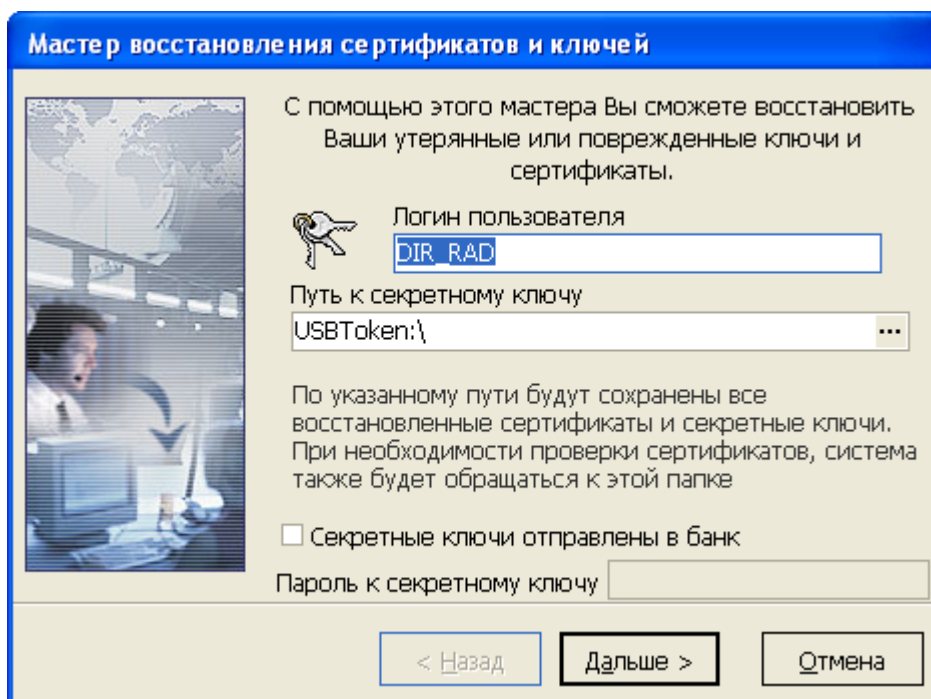 Мастер восстановления сертификатов и ключей
С помощью этого мастера Вы сможете восстановить
Ваши утерянные или поврежденные ключи и
сертификаты.
Логин пользователя
DIR_RAD
Путь к секретному ключу
USBToken:\
...
По указанному пути будут сохранены все
восстановленные сертификаты и секретные ключи.
При необходимости проверки сертификатов, система
также будет обращаться к этой папке
Секретные ключи отправлены в банк
Пароль к секретному ключу
< Назад Дальше > Отмена